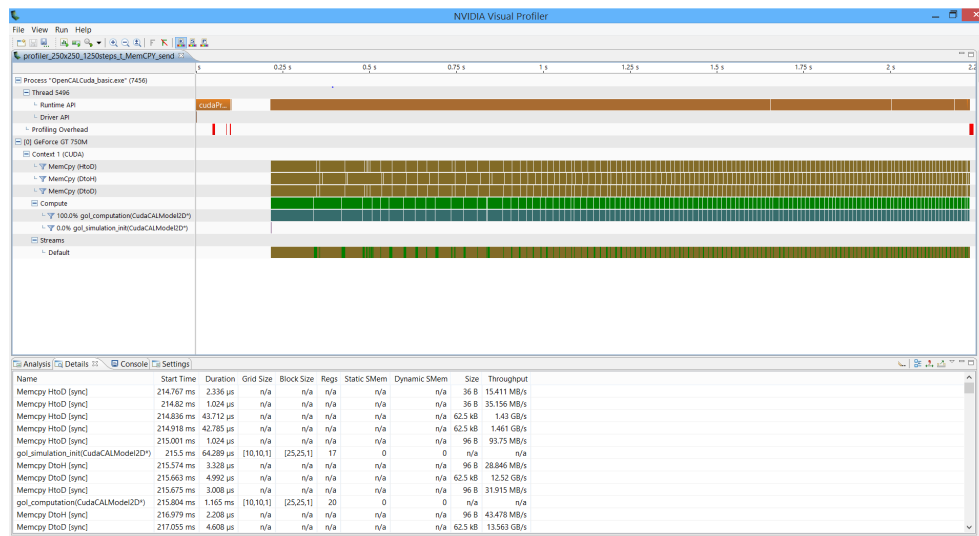 NVIDIA Visual Profiler
File View Run Help
profiler_250x250_1250steps_t_MemCPY_send
s 0.25 s 0.5 s 0.75 s 1 s 1.25 s 1.5 s 1.75 s 2 s 2.2
Process "OpenCALCuda_basic.exe" (7456)
Thread 5496
Runtime API cudaPr...
Driver API
Profiling Overhead
[0] GeForce GT 750M
Context 1 (CUDA)
MemCpy (HtoD)
MemCpy (DtoH)
MemCpy (DtoD)
Compute
100.0% gol_computation(CudaCALModel2D*)
0.0% gol_simulation_init(CudaCALModel2D*)
Streams
Default
Analysis Details Console Settings
Name Start Time Duration Grid Size Block Size Regs Static SMem Dynamic SMem Size Throughput
Memcpy HtoD [sync] 214.767 ms 2.336 µs n/a n/a n/a n/a n/a 36 B 15.411 MB/s
Memcpy HtoD [sync] 214.82 ms 1.024 µs n/a n/a n/a n/a n/a 36 B 35.156 MB/s
Memcpy HtoD [sync] 214.836 ms 43.712 µs n/a n/a n/a n/a n/a 62.5 kB 1.43 GB/s
Memcpy HtoD [sync] 214.918 ms 42.785 µs n/a n/a n/a n/a n/a 62.5 kB 1.461 GB/s
Memcpy HtoD [sync] 215.001 ms 1.024 µs n/a n/a n/a n/a n/a 96 B 93.75 MB/s
gol_simulation_init(CudaCALModel2D*) 215.5 ms 64.289 µs [10,10,1] [25,25,1] 17 0 0 n/a n/a
Memcpy DtoH [sync] 215.574 ms 3.328 µs n/a n/a n/a n/a n/a 96 B 28.846 MB/s
Memcpy DtoD [sync] 215.663 ms 4.992 µs n/a n/a n/a n/a n/a 62.5 kB 12.52 GB/s
Memcpy HtoD [sync] 215.675 ms 3.008 µs n/a n/a n/a n/a n/a 96 B 31.915 MB/s
gol_computation(CudaCALModel2D*) 215.804 ms 1.165 ms [10,10,1] [25,25,1] 20 0 0 n/a n/a
Memcpy DtoH [sync] 216.979 ms 2.208 µs n/a n/a n/a n/a n/a 96 B 43.478 MB/s
Memcpy DtoD [sync] 217.055 ms 4.608 µs n/a n/a n/a n/a n/a 62.5 kB 13.563 GB/s